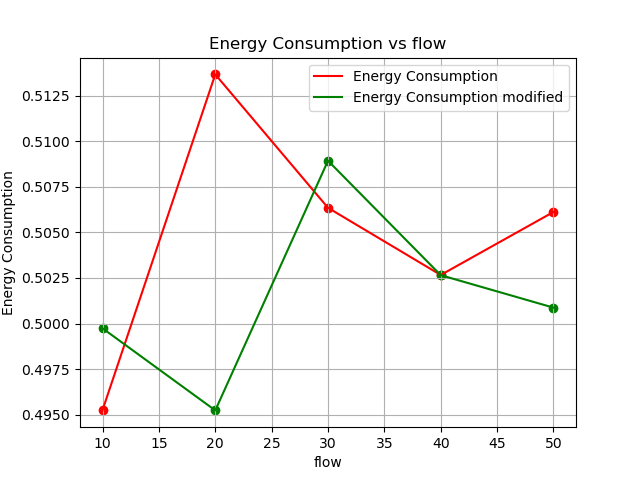 Energy Consumption vs flow
Energy Consumption
Energy Consumption modified
0.5125
0.5100
0.5075
0.5050
0.5025
0.5000
0.4975
0.4950
Energy Consumption
10 15 20 25 30 35 40 45 50
flow